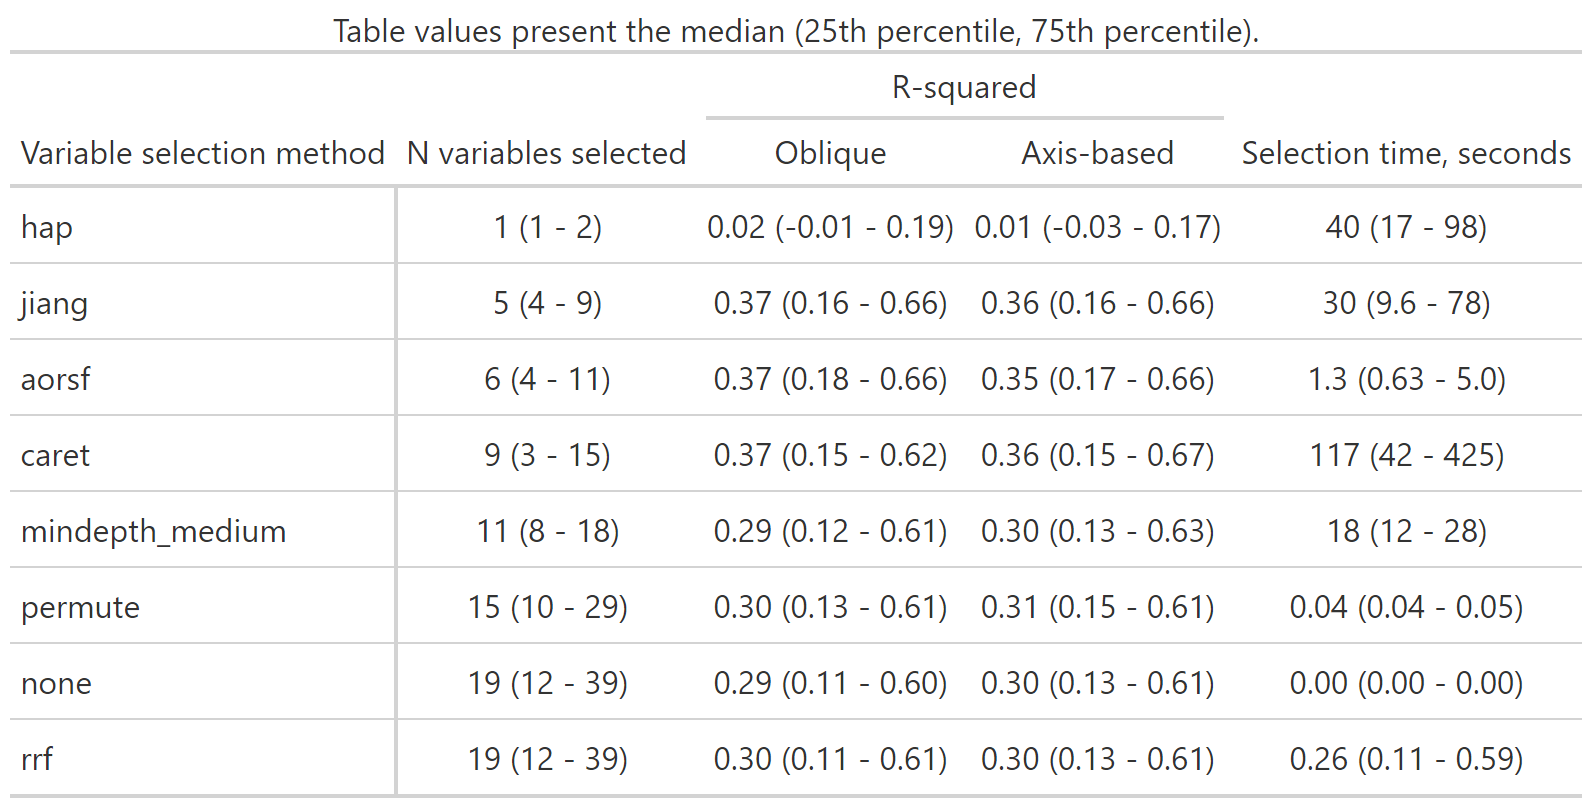 Table values present the median (25th percentile, 75th percentile).
R-squared
Variable selection method N variables selected Oblique Axis-based Selection time, seconds
hap 1 (1 - 2) 0.02 (-0.01 - 0.19) 0.01 (-0.03 - 0.17) 40 (17 - 98)
jiang 5 (4 - 9) 0.37 (0.16 - 0.66) 0.36 (0.16 - 0.66) 30 (9.6 - 78)
aorsf 6 (4 - 11) 0.37 (0.18 - 0.66) 0.35 (0.17 - 0.66) 1.3 (0.63 - 5.0)
caret 9 (3 - 15) 0.37 (0.15 - 0.62) 0.36 (0.15 - 0.67) 117 (42 - 425)
mindepth_medium 11 (8 - 18) 0.29 (0.12 - 0.61) 0.30 (0.13 - 0.63) 18 (12 - 28)
permute 15 (10 - 29) 0.30 (0.13 - 0.61) 0.31 (0.15 - 0.61) 0.04 (0.04 - 0.05)
none 19 (12 - 39) 0.29 (0.11 - 0.60) 0.30 (0.13 - 0.61) 0.00 (0.00 - 0.00)
rrf 19 (12 - 39) 0.30 (0.11 - 0.61) 0.30 (0.13 - 0.61) 0.26 (0.11 - 0.59)